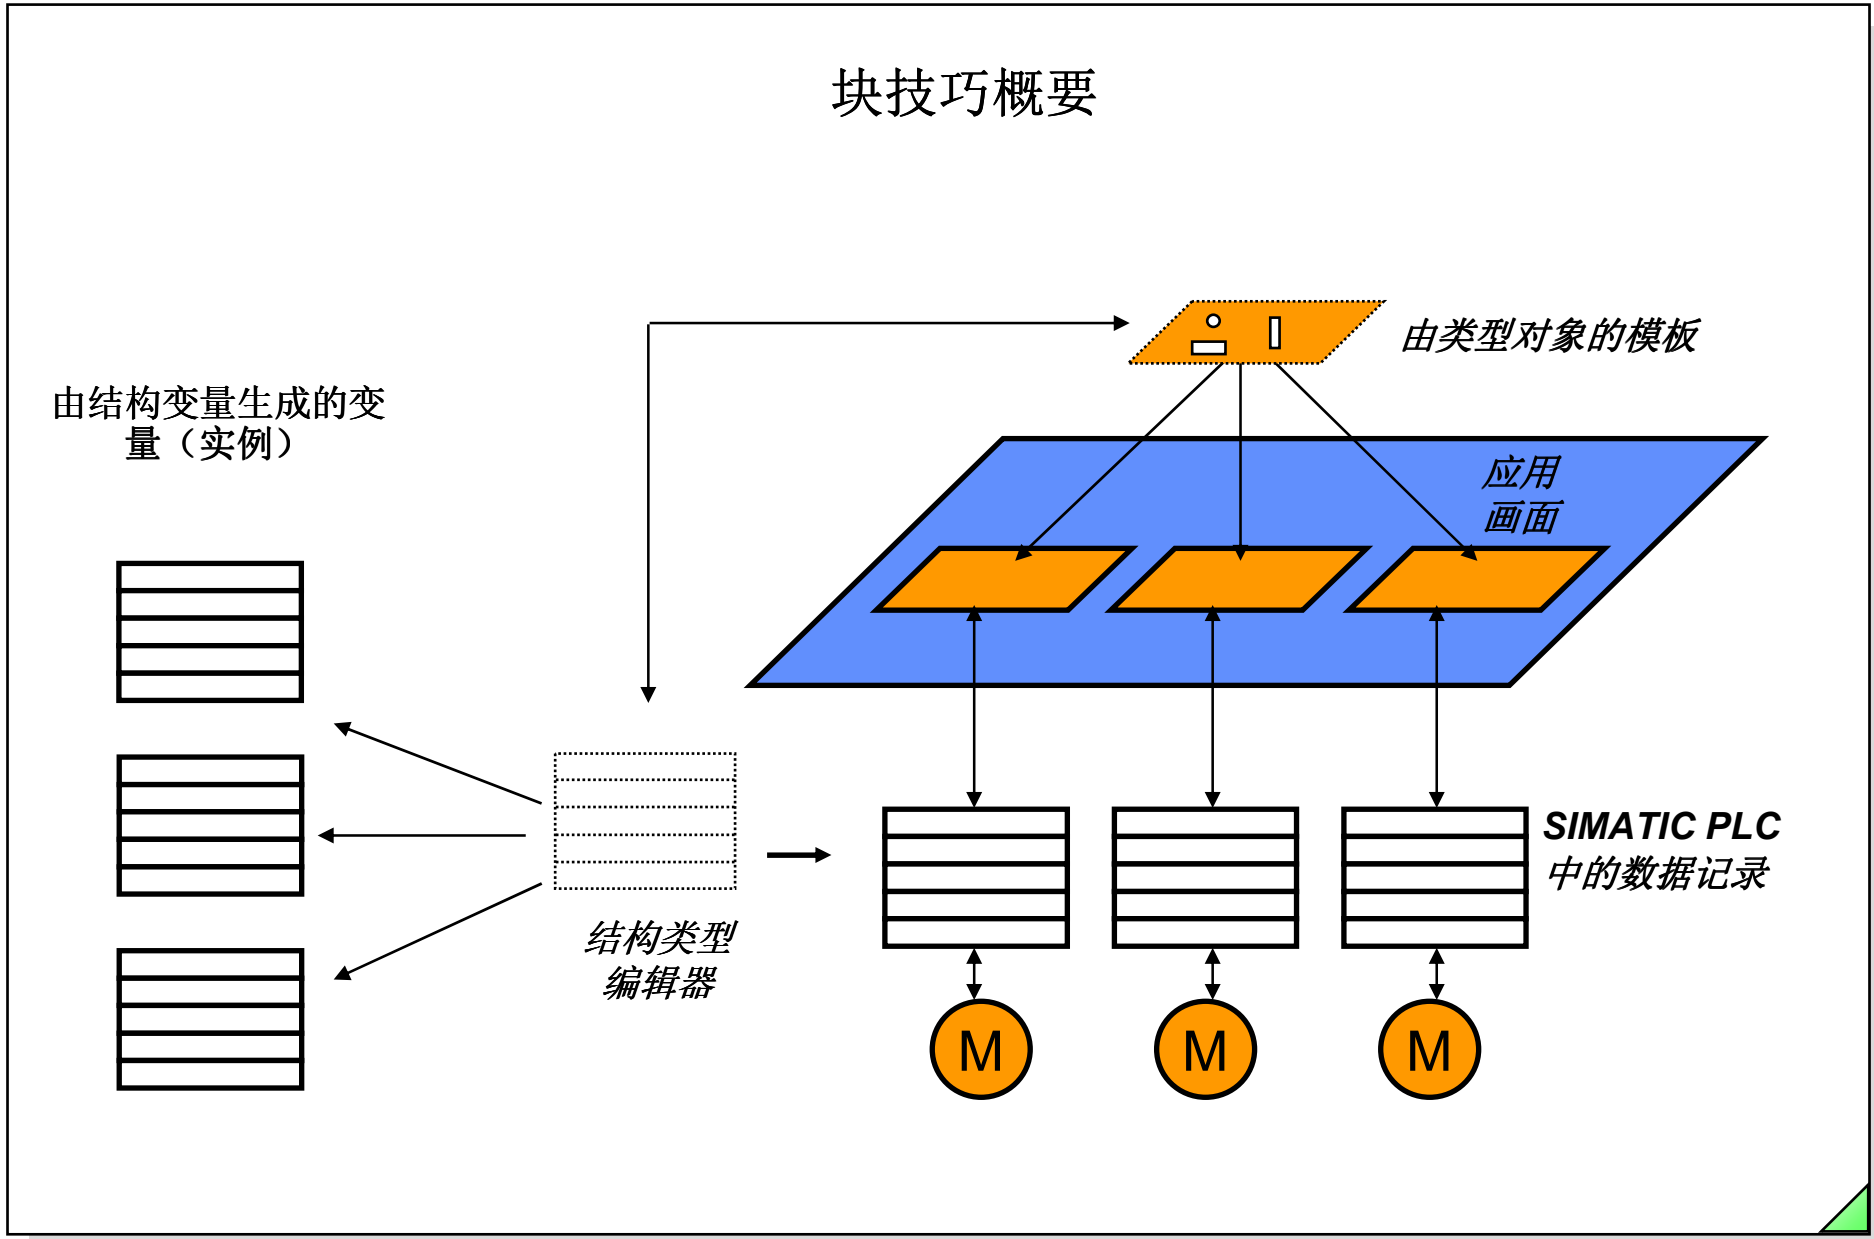 块技巧概要
由类型对象的模板
由结构变量生成的变
量（实例）
应用
画面
SIMATIC PLC
中的数据记录
结构类型
编辑器
M
M
M